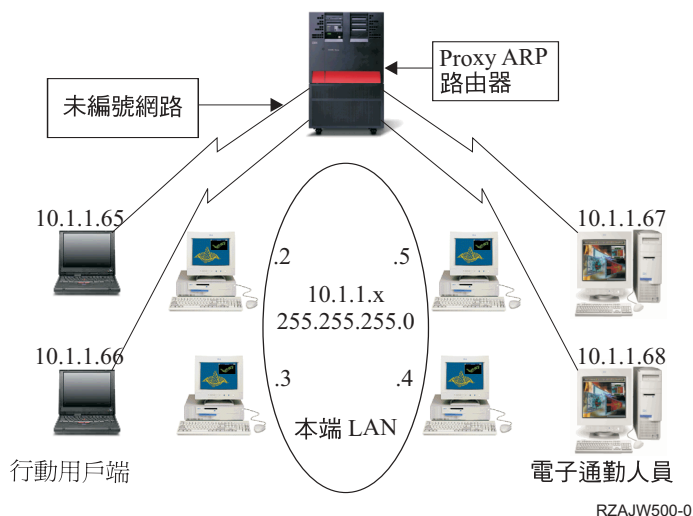 Proxy ARP
路由器
未編號網路
10.1.1.65
10.1.1.67
.2
.5
10.1.1.x
255.255.255.0
10.1.1.66
10.1.1.68
.3
.4
本端 LAN
行動用戶端
電子通勤人員
RZAJW500-0